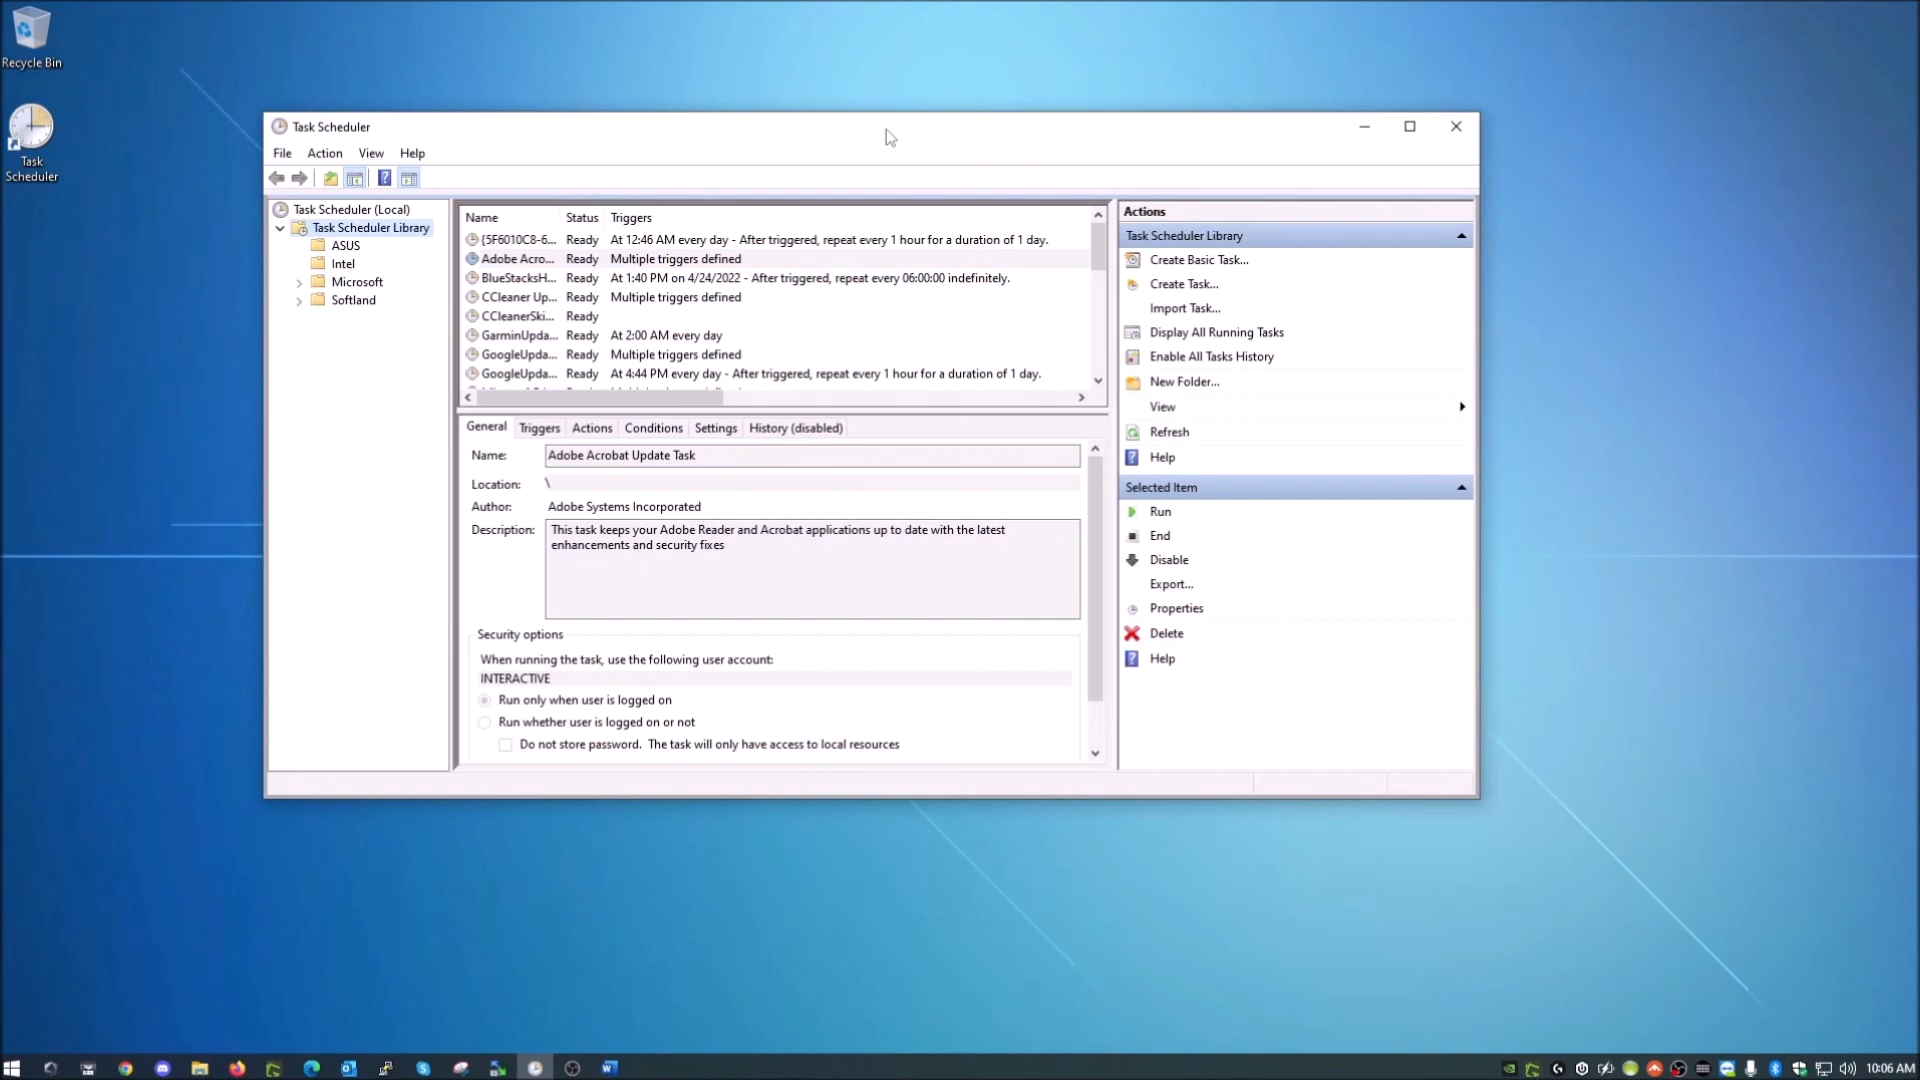 Recycle Bin
Task
Scheduler
Task Scheduler
File Action View Help
Task Scheduler (Local)
Task Scheduler Library
ASUS
Intel
Microsoft
Softland
Name Status Triggers
{5F6010C8-6... Ready At 12:46 AM every day - After triggered, repeat every 1 hour for a duration of 1 day.
Adobe Acro... Ready Multiple triggers defined
BlueStacksH... Ready At 1:40 PM on 4/24/2022 - After triggered, repeat every 06:00:00 indefinitely.
CCleaner Up... Ready Multiple triggers defined
CCleanerSki... Ready
GarminUpda... Ready At 2:00 AM every day
GoogleUpda... Ready Multiple triggers defined
GoogleUpda... Ready At 4:44 PM every day - After triggered, repeat every 1 hour for a duration of 1 day.
General Triggers Actions Conditions Settings History (disabled)
Name: Adobe Acrobat Update Task
Location: \
Author: Adobe Systems Incorporated
Description: This task keeps your Adobe Reader and Acrobat applications up to date with the latest
enhancements and security fixes
Security options
When running the task, use the following user account:
INTERACTIVE
Run only when user is logged on
Run whether user is logged on or not
Do not store password. The task will only have access to local resources
Actions
Task Scheduler Library
Create Basic Task...
Create Task...
Import Task...
Display All Running Tasks
Enable All Tasks History
New Folder...
View
Refresh
Help
Selected Item
Run
End
Disable
Export...
Properties
Delete
Help
10:06 AM